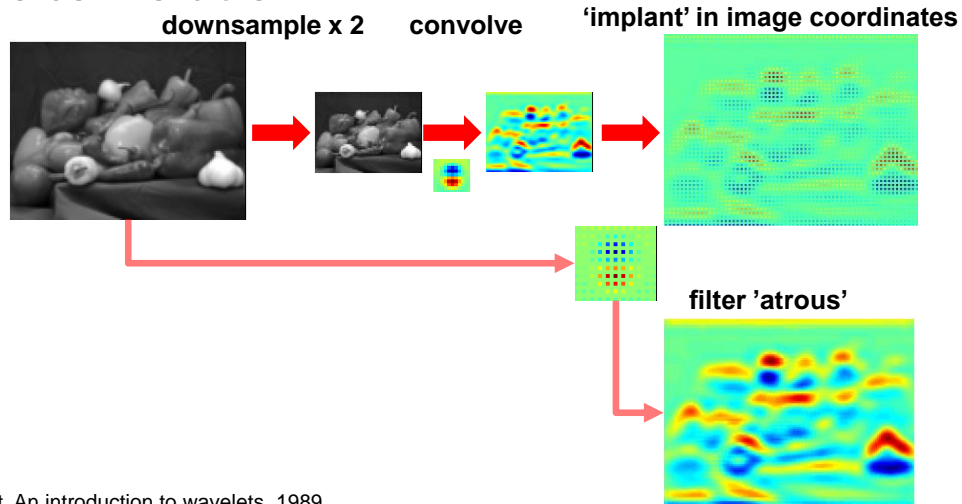 downsample x 2
convolve
‘implant’ in image coordinates
filter ’atrous’
An introduction to wavelets, 1989